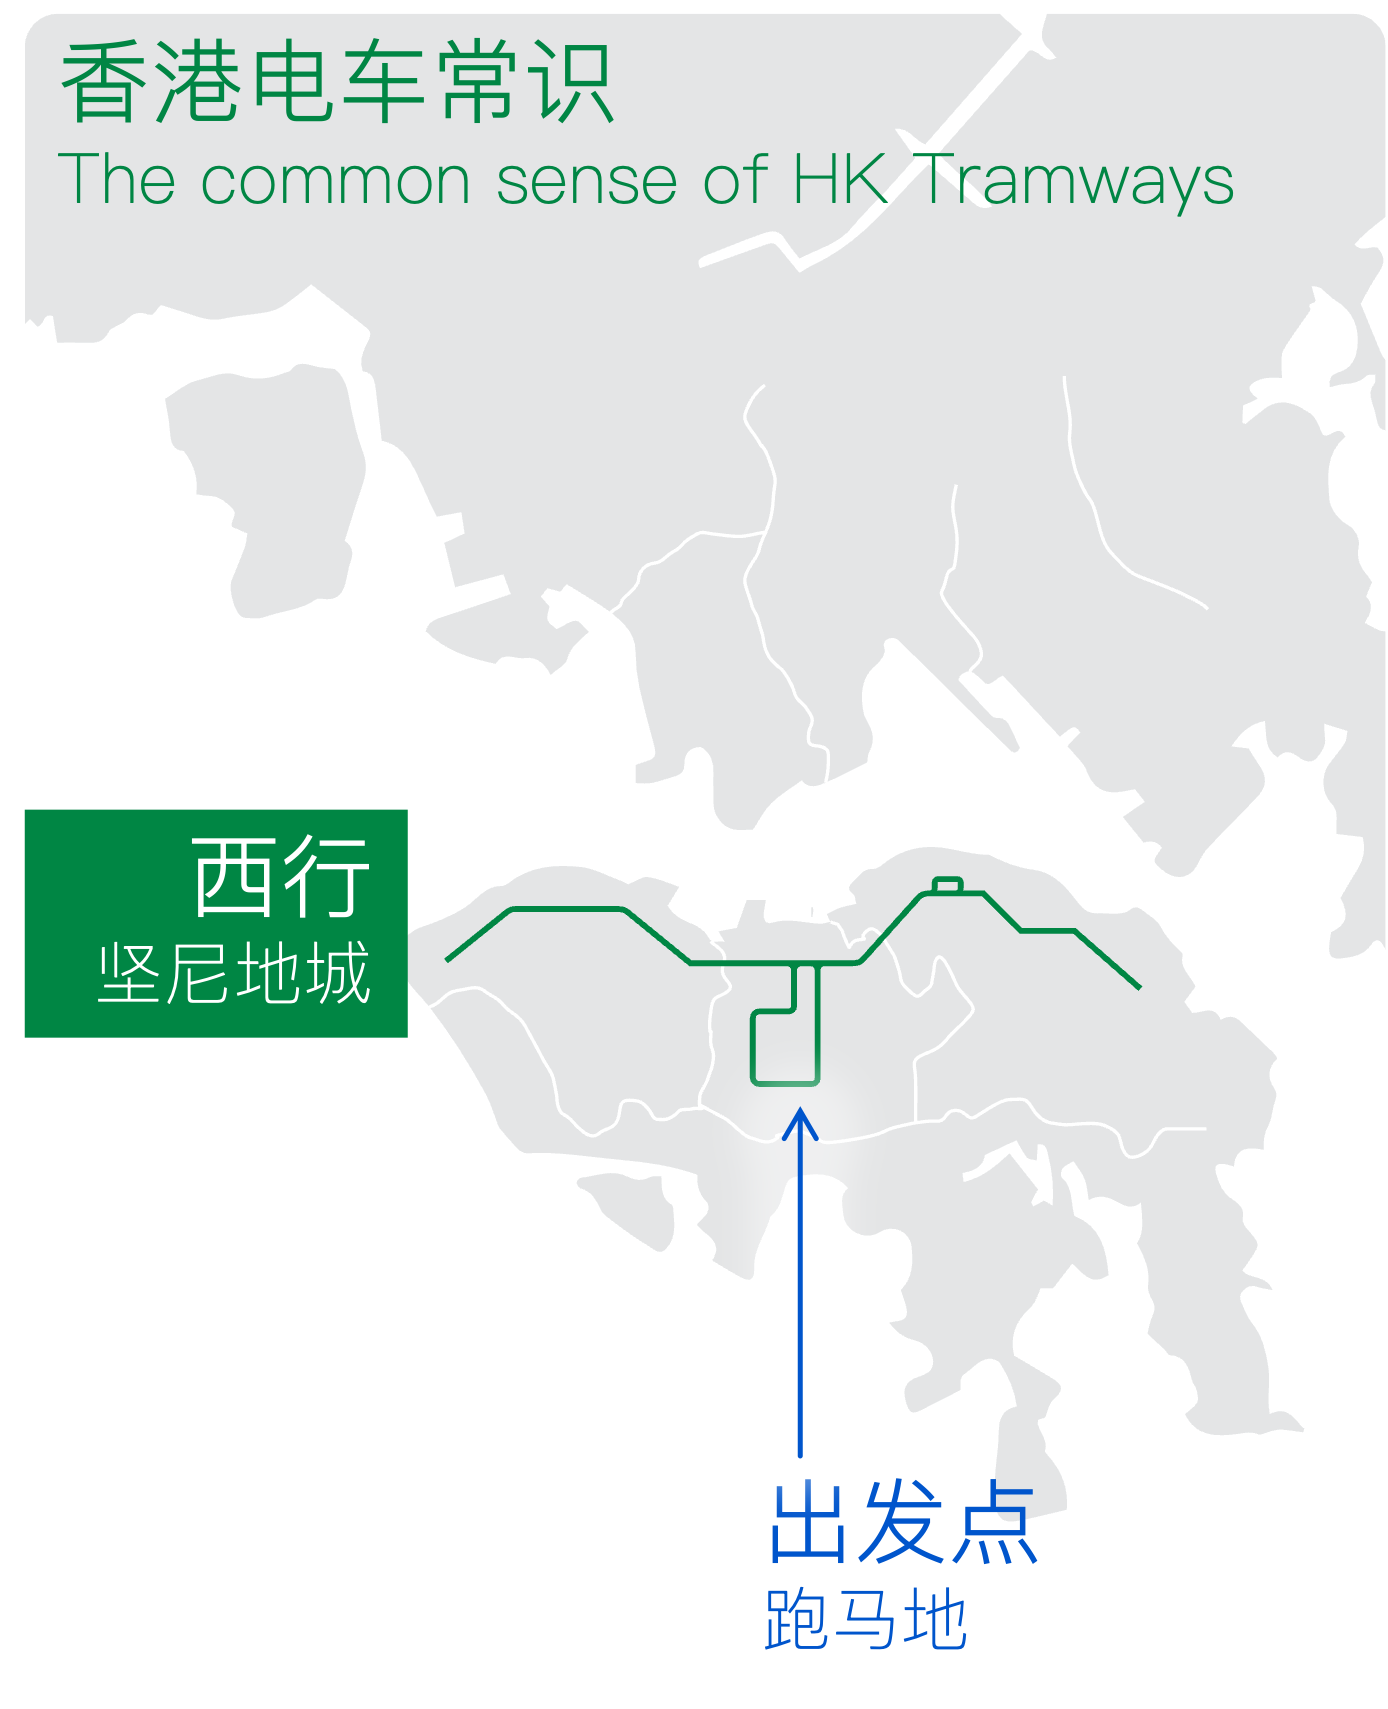 香港电车常识
The common sense of HK Tramways
西行
坚尼地城
出发点
跑马地